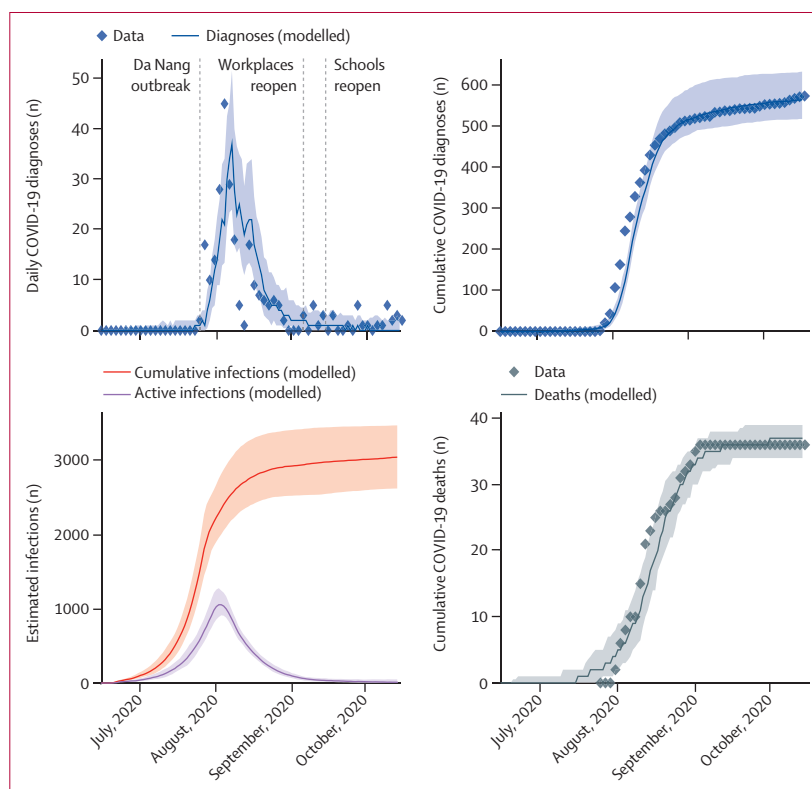 Data
Diagnoses (modelled)
Da Nang
outbreak
Workplaces
reopen
Schools
reopen
Daily COVID-19 diagnoses (n)
50
40
30
20
10
0
Cumulative COVID-19 diagnoses (n)
600
500
400
300
200
100
0
Cumulative infections (modelled)
Active infections (modelled)
Estimated infections (n)
3000
2000
1000
0
July, 2020
August, 2020
September, 2020
October, 2020
Data
Deaths (modelled)
Cumulative COVID-19 deaths (n)
40
30
20
10
0
July, 2020
August, 2020
September, 2020
October, 2020